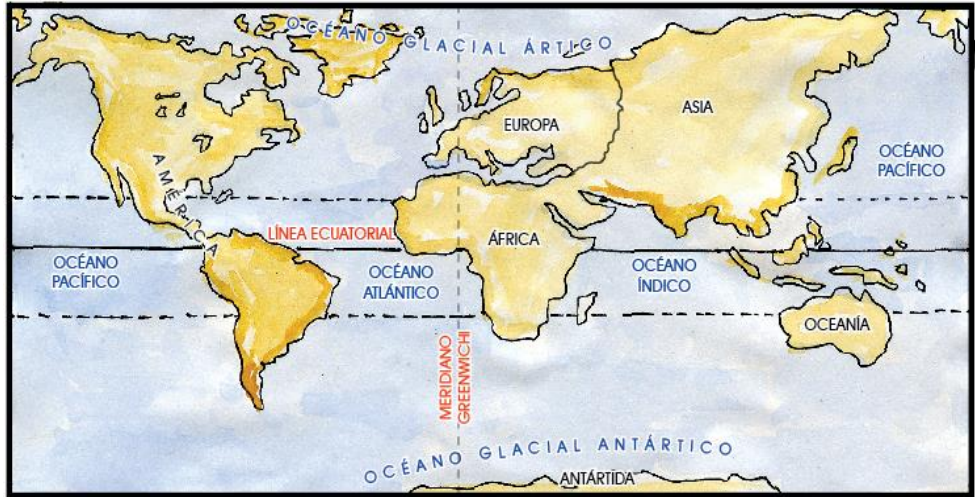 OCÉANO GLACIAL ÁRTICO
ASIA
EUROPA
OCÉANO
PACÍFICO
AMÉRICA
LÍNEA ECUATORIAL
ÁFRICA
OCÉANO
PACÍFICO
OCÉANO
ATLÁNTICO
OCÉANO
ÍNDICO
OCEANÍA
MERIDIANO
GREENWICHI
OCÉANO GLACIAL ANTÁRTICO
ANTÁRTIDA